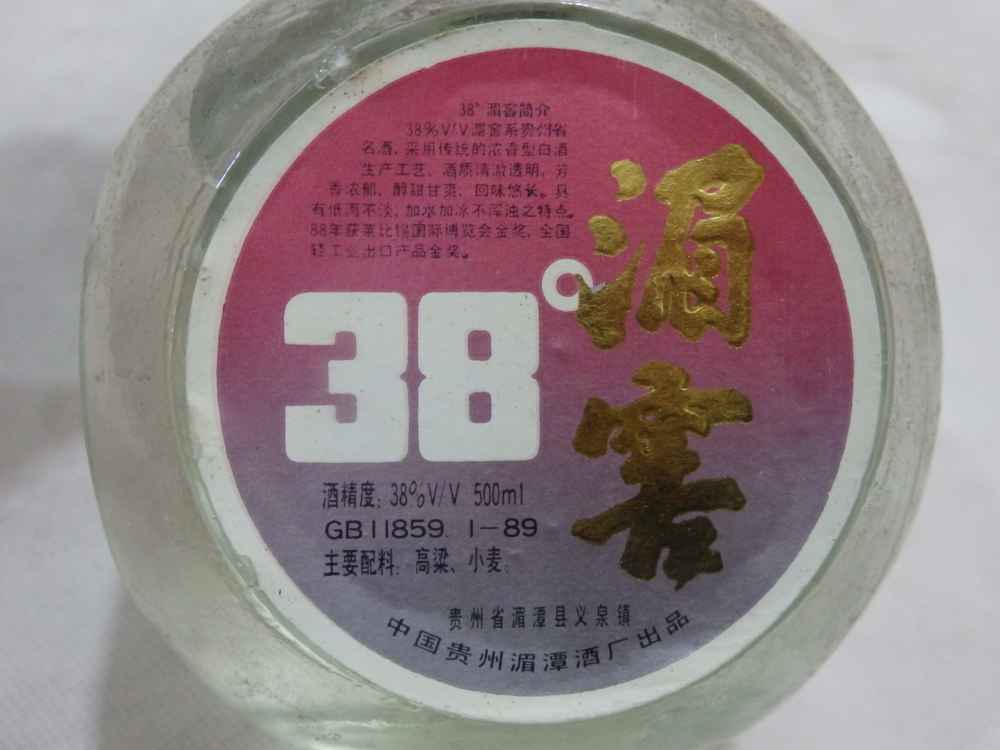 38°湄窖简介
38%V/V湄窖系贵州省
名酒，采用传统的浓香型白酒
生产工艺，酒质清澈透明，芳
香浓郁、醇甜甘爽、回味悠长。具
有低而不淡，加水加冰不浑浊之特点。
88年获莱比锡国际博览会金奖，全国
轻工业出口产品金奖。
38°
湄窖
酒精度：38%V/V 500ml
GB11859.1-89
主要配料：高粱、小麦；
贵州省湄潭县义泉镇
中国贵州湄潭酒厂出品